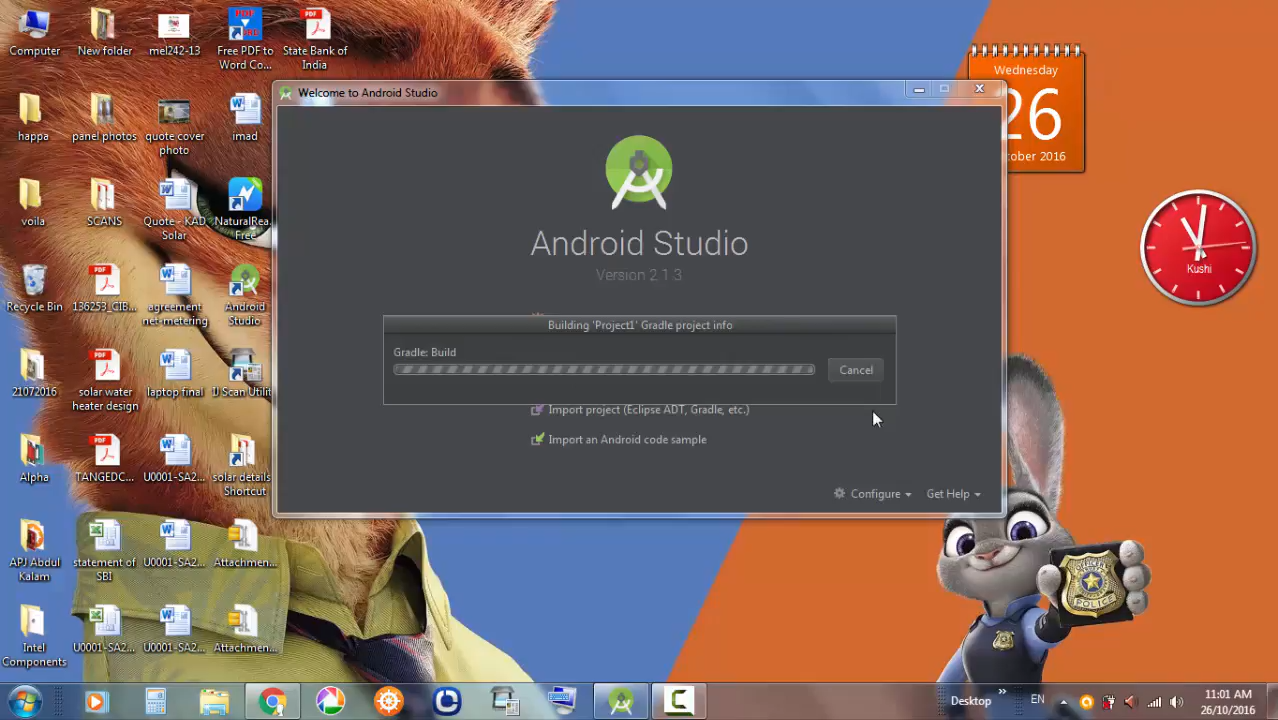 Computer
New folder
mel242-13
Free PDF to
Word Co...
State Bank of
India
happa
panel photos
quote cover
photo
imad
voila
SCANS
Quote - KAD
Solar
NaturalRea...
Free
Recycle Bin
136253_CIB...
agreement
net-metering
Android
Studio
21072016
solar water
heater design
laptop final
IJ Scan Utility
Alpha
TANGEDC...
U0001-SA2...
solar details
Shortcut
APJ Abdul
Kalam
statement of
SBI
U0001-SA2...
Attachmen...
Intel
Components
U0001-SA2...
U0001-SA2...
Attachmen...
Welcome to Android Studio
Android Studio
Version 2.1.3
Building 'Project1' Gradle project info
Gradle: Build
Cancel
Import project (Eclipse ADT, Gradle, etc.)
Import an Android code sample
Configure
Get Help
Wednesday
26
tober 2016
Kushi
OFFICER
POLICE
Desktop
EN
11:01 AM
26/10/2016